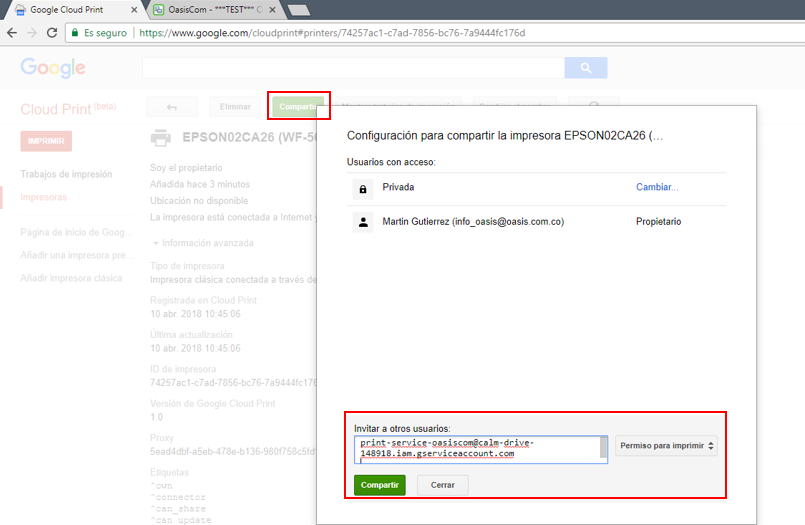 Google Cloud Print
OasisCom - ***TEST***
Es seguro
https://www.google.com/cloudprint#printers/74257ac1-c7ad-7856-bc76-7a9444fc176d
Google
Cloud Print (beta)
Eliminar
Compartir
IMPRIMIR
EPSON02CA26 (WF-56
Trabajos de impresión
Impresoras
Página de inicio de Goog...
Añadir una impresora pre...
Añadir impresora clásica
Soy el propietario
Añadida hace 3 minutos
Ubicación no disponible
La impresora está conectada a Internet y
Información avanzada
Tipo de impresora
Impresora clásica conectada a través de
Registrada en Cloud Print
10 abr. 2018 10:45:06
Última actualización
10 abr. 2018 10:45:06
ID de impresora
74257ac1-c7ad-7856-bc76-7a9444fc176
Versión de Google Cloud Print
1.0
Proxy
5ead4dbf-a5eb-478e-b136-980f758c5fd
Etiquetas
^own
^connector
^can_share
^can_update
Configuración para compartir la impresora EPSON02CA26 (...
Usuarios con acceso:
Privada
Cambiar...
Martin Gutierrez (info_oasis@oasis.com.co)
Propietario
Invitar a otros usuarios:
print-service-oasiscom@calm-drive-
148918.iam.gserviceaccount.com
Permiso para imprimir
Compartir
Cerrar